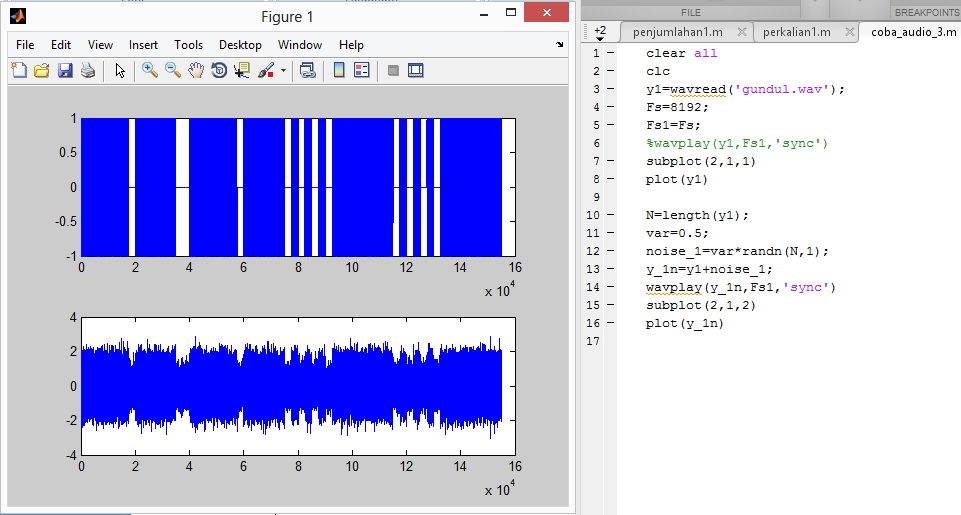 Figure 1
File Edit View Insert Tools Desktop Window Help
1
0.5
0
-0.5
-1
0 2 4 6 8 10 12 14 16
x 10^4
4
2
0
-2
-4
0 2 4 6 8 10 12 14 16
x 10^4
FILE BREAKPOINTS
+2 penjumlahan1.m perkalian1.m coba_audio_3.m
1 clear all
2 clc
3 y1=wavread('gundul.wav');
4 Fs=8192;
5 Fs1=Fs;
6 %wavplay(y1,Fs1,'sync')
7 subplot(2,1,1)
8 plot(y1)
9
10 N=length(y1);
11 var=0.5;
12 noise_1=var*randn(N,1);
13 y_1n=y1+noise_1;
14 wavplay(y_1n,Fs1,'sync')
15 subplot(2,1,2)
16 plot(y_1n)
17